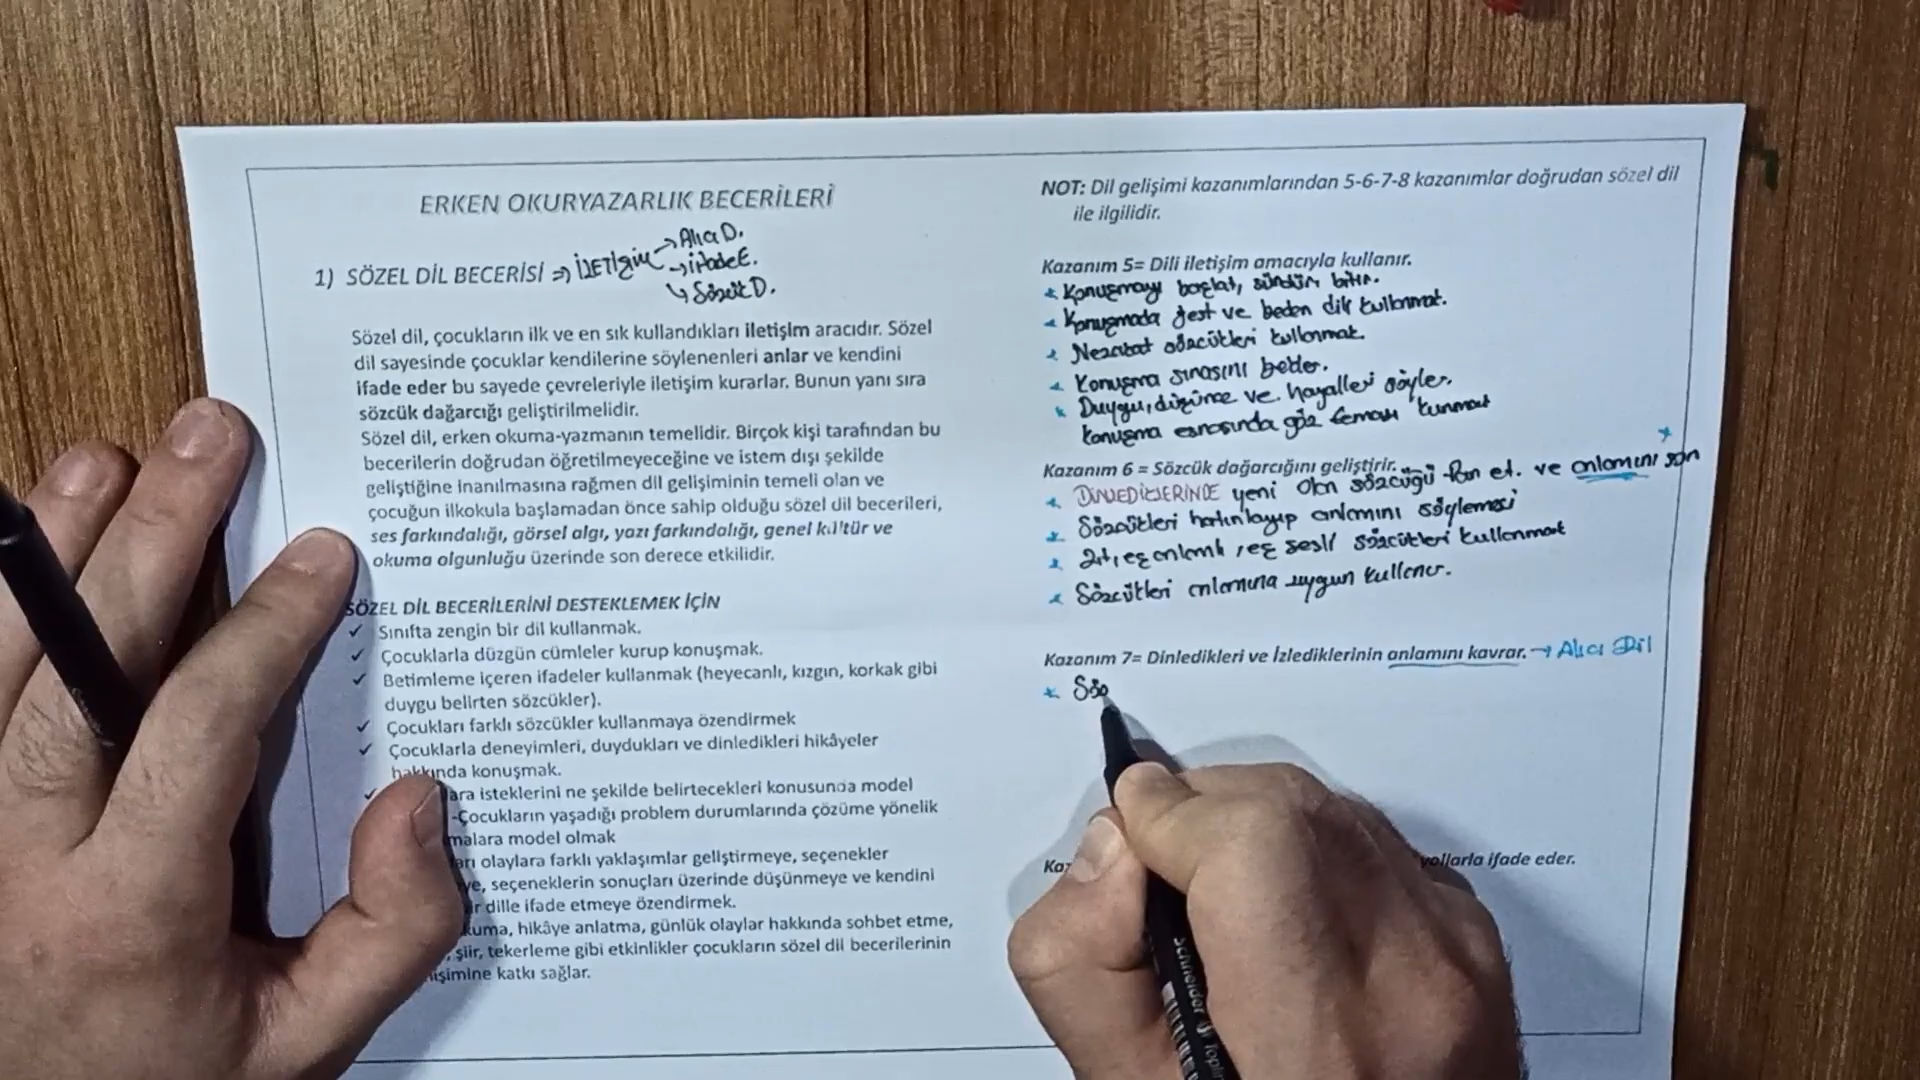 ERKEN OKURYAZARLIK BECERİLERİ
1) SÖZEL DİL BECERİSİ ⇒ İLETİŞİM → Alıcı D.
→ İfade E.
↳ Sözcük D.
Sözel dil, çocukların ilk ve en sık kullandıkları iletişim aracıdır. Sözel
dil sayesinde çocuklar kendilerine söylenenleri anlar ve kendini
ifade eder bu sayede çevreleriyle iletişim kurarlar. Bunun yanı sıra
sözcük dağarcığı geliştirilmelidir.
Sözel dil, erken okuma-yazmanın temelidir. Birçok kişi tarafından bu
becerilerin doğrudan öğretilmeyeceğine ve istem dışı şekilde
geliştiğine inanılmasına rağmen dil gelişiminin temeli olan ve
çocuğun ilkokula başlamadan önce sahip olduğu sözel dil becerileri,
ses farkındalığı, görsel algı, yazı farkındalığı, genel kültür ve
okuma olgunluğu üzerinde son derece etkilidir.
SÖZEL DİL BECERİLERİNİ DESTEKLEMEK İÇİN
✓ Sınıfta zengin bir dil kullanmak.
✓ Çocuklarla düzgün cümleler kurup konuşmak.
✓ Betimleme içeren ifadeler kullanmak (heyecanlı, kızgın, korkak gibi
duygu belirten sözcükler).
✓ Çocukları farklı sözcükler kullanmaya özendirmek
✓ Çocuklarla deneyimleri, duydukları ve dinledikleri hikâyeler
hakkında konuşmak.
✓ isteklerini ne şekilde belirtecekleri konusunda model
-Çocukların yaşadığı problem durumlarında çözüme yönelik
model olmak
olaylara farklı yaklaşımlar geliştirmeye, seçenekler
seçeneklerin sonuçları üzerinde düşünmeye ve kendini
dille ifade etmeye özendirmek.
hikâye anlatma, günlük olaylar hakkında sohbet etme,
şiir, tekerleme gibi etkinlikler çocukların sözel dil becerilerinin
katkı sağlar.
NOT: Dil gelişimi kazanımlarından 5-6-7-8 kazanımlar doğrudan sözel dil
ile ilgilidir.
Kazanım 5= Dili iletişim amacıyla kullanır.
* Konuşmayı başlat, sürdür, bitir.
* Konuşmada jest ve beden dili kullanmak.
* Nezaket sözcükleri kullanmak.
* Konuşma sırasını bekler.
* Duygu, düşünce ve hayalleri söyler.
Konuşma esnasında göz teması kurmak
Kazanım 6 = Sözcük dağarcığını geliştirir.
* DİNLEDİKLERİNDE yeni olan sözcüğü fark et. ve anlamını sor *
* Sözcükleri hatırlayıp anlamını söylemesi
* Zıt, eş anlamlı, eş sesli sözcükleri kullanmak
* Sözcükleri anlamına uygun kullanır.
Kazanım 7= Dinledikleri ve İzlediklerinin anlamını kavrar. → Alıcı Dil
* Söz
yollarla ifade eder.
Schneider